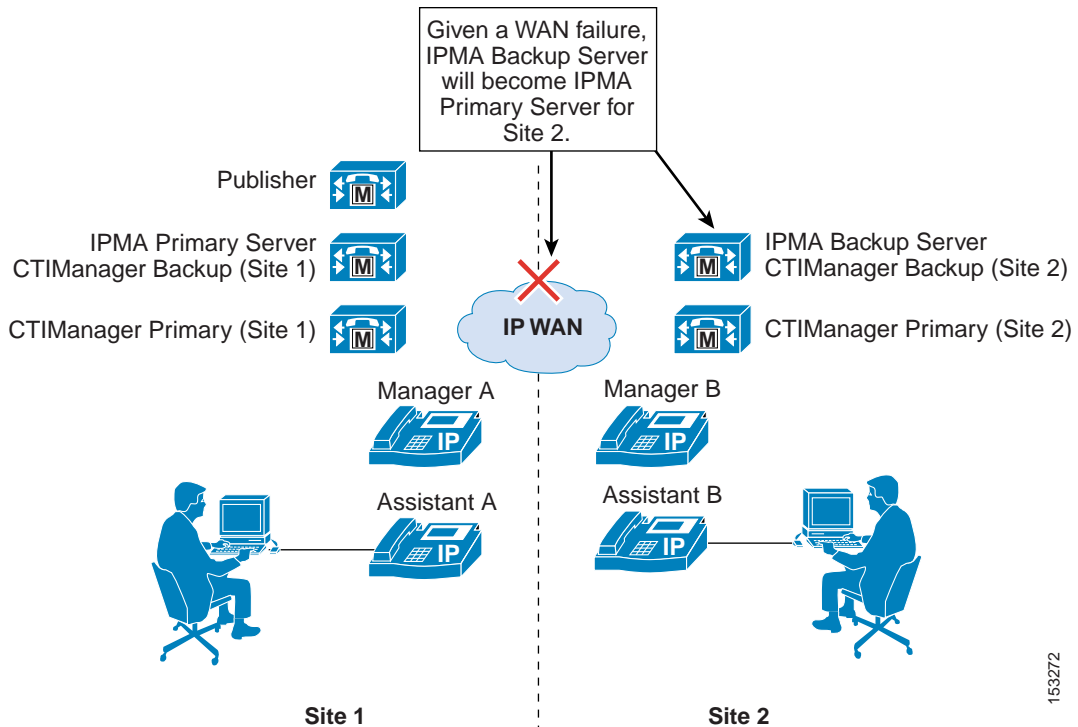 Given a WAN failure,
IPMA Backup Server
will become IPMA
Primary Server for
Site 2.
Publisher
M
IPMA Primary Server
CTIManager Backup (Site 1)
M
M
IPMA Backup Server
CTIManager Backup (Site 2)
CTIManager Primary (Site 1)
M
IP WAN
M
CTIManager Primary (Site 2)
Manager A
IP
Manager B
IP
Assistant A
IP
Assistant B
IP
Site 1
Site 2
153272